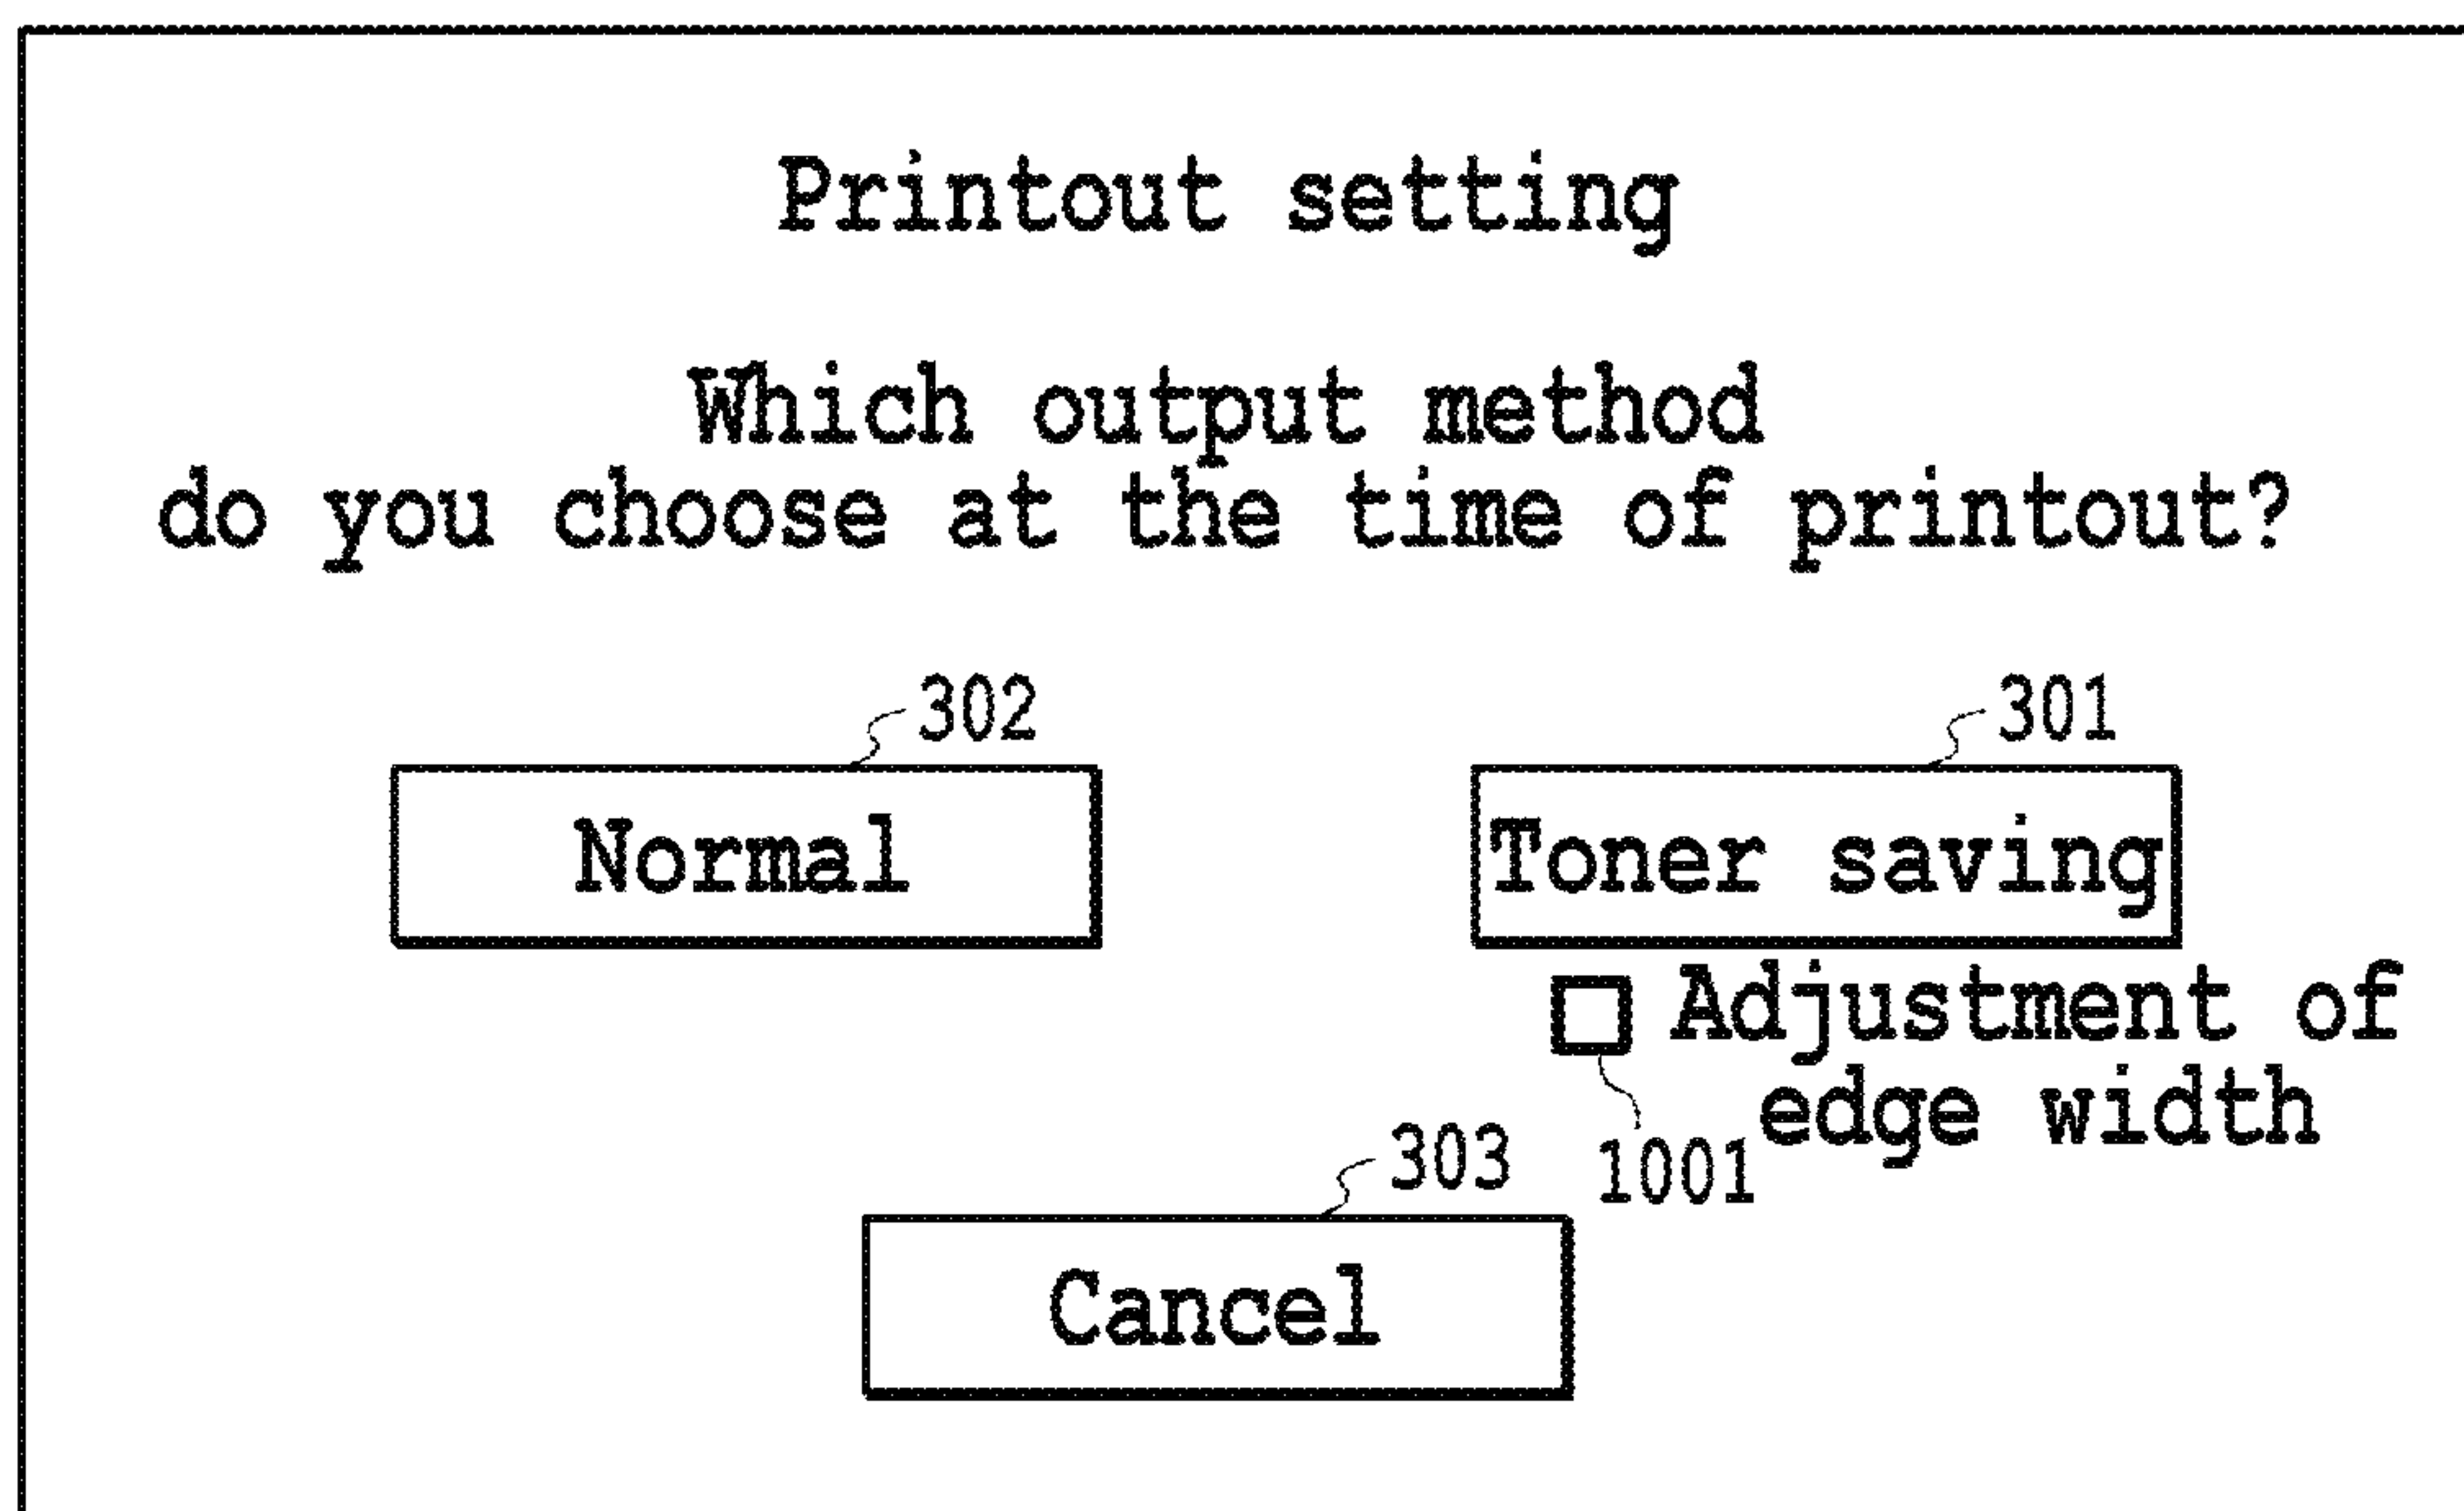 Printout setting
Which output method
do you choose at the time of printout?
302
301
Normal
Toner saving
Adjustment of
edge width
1001
303
Cancel